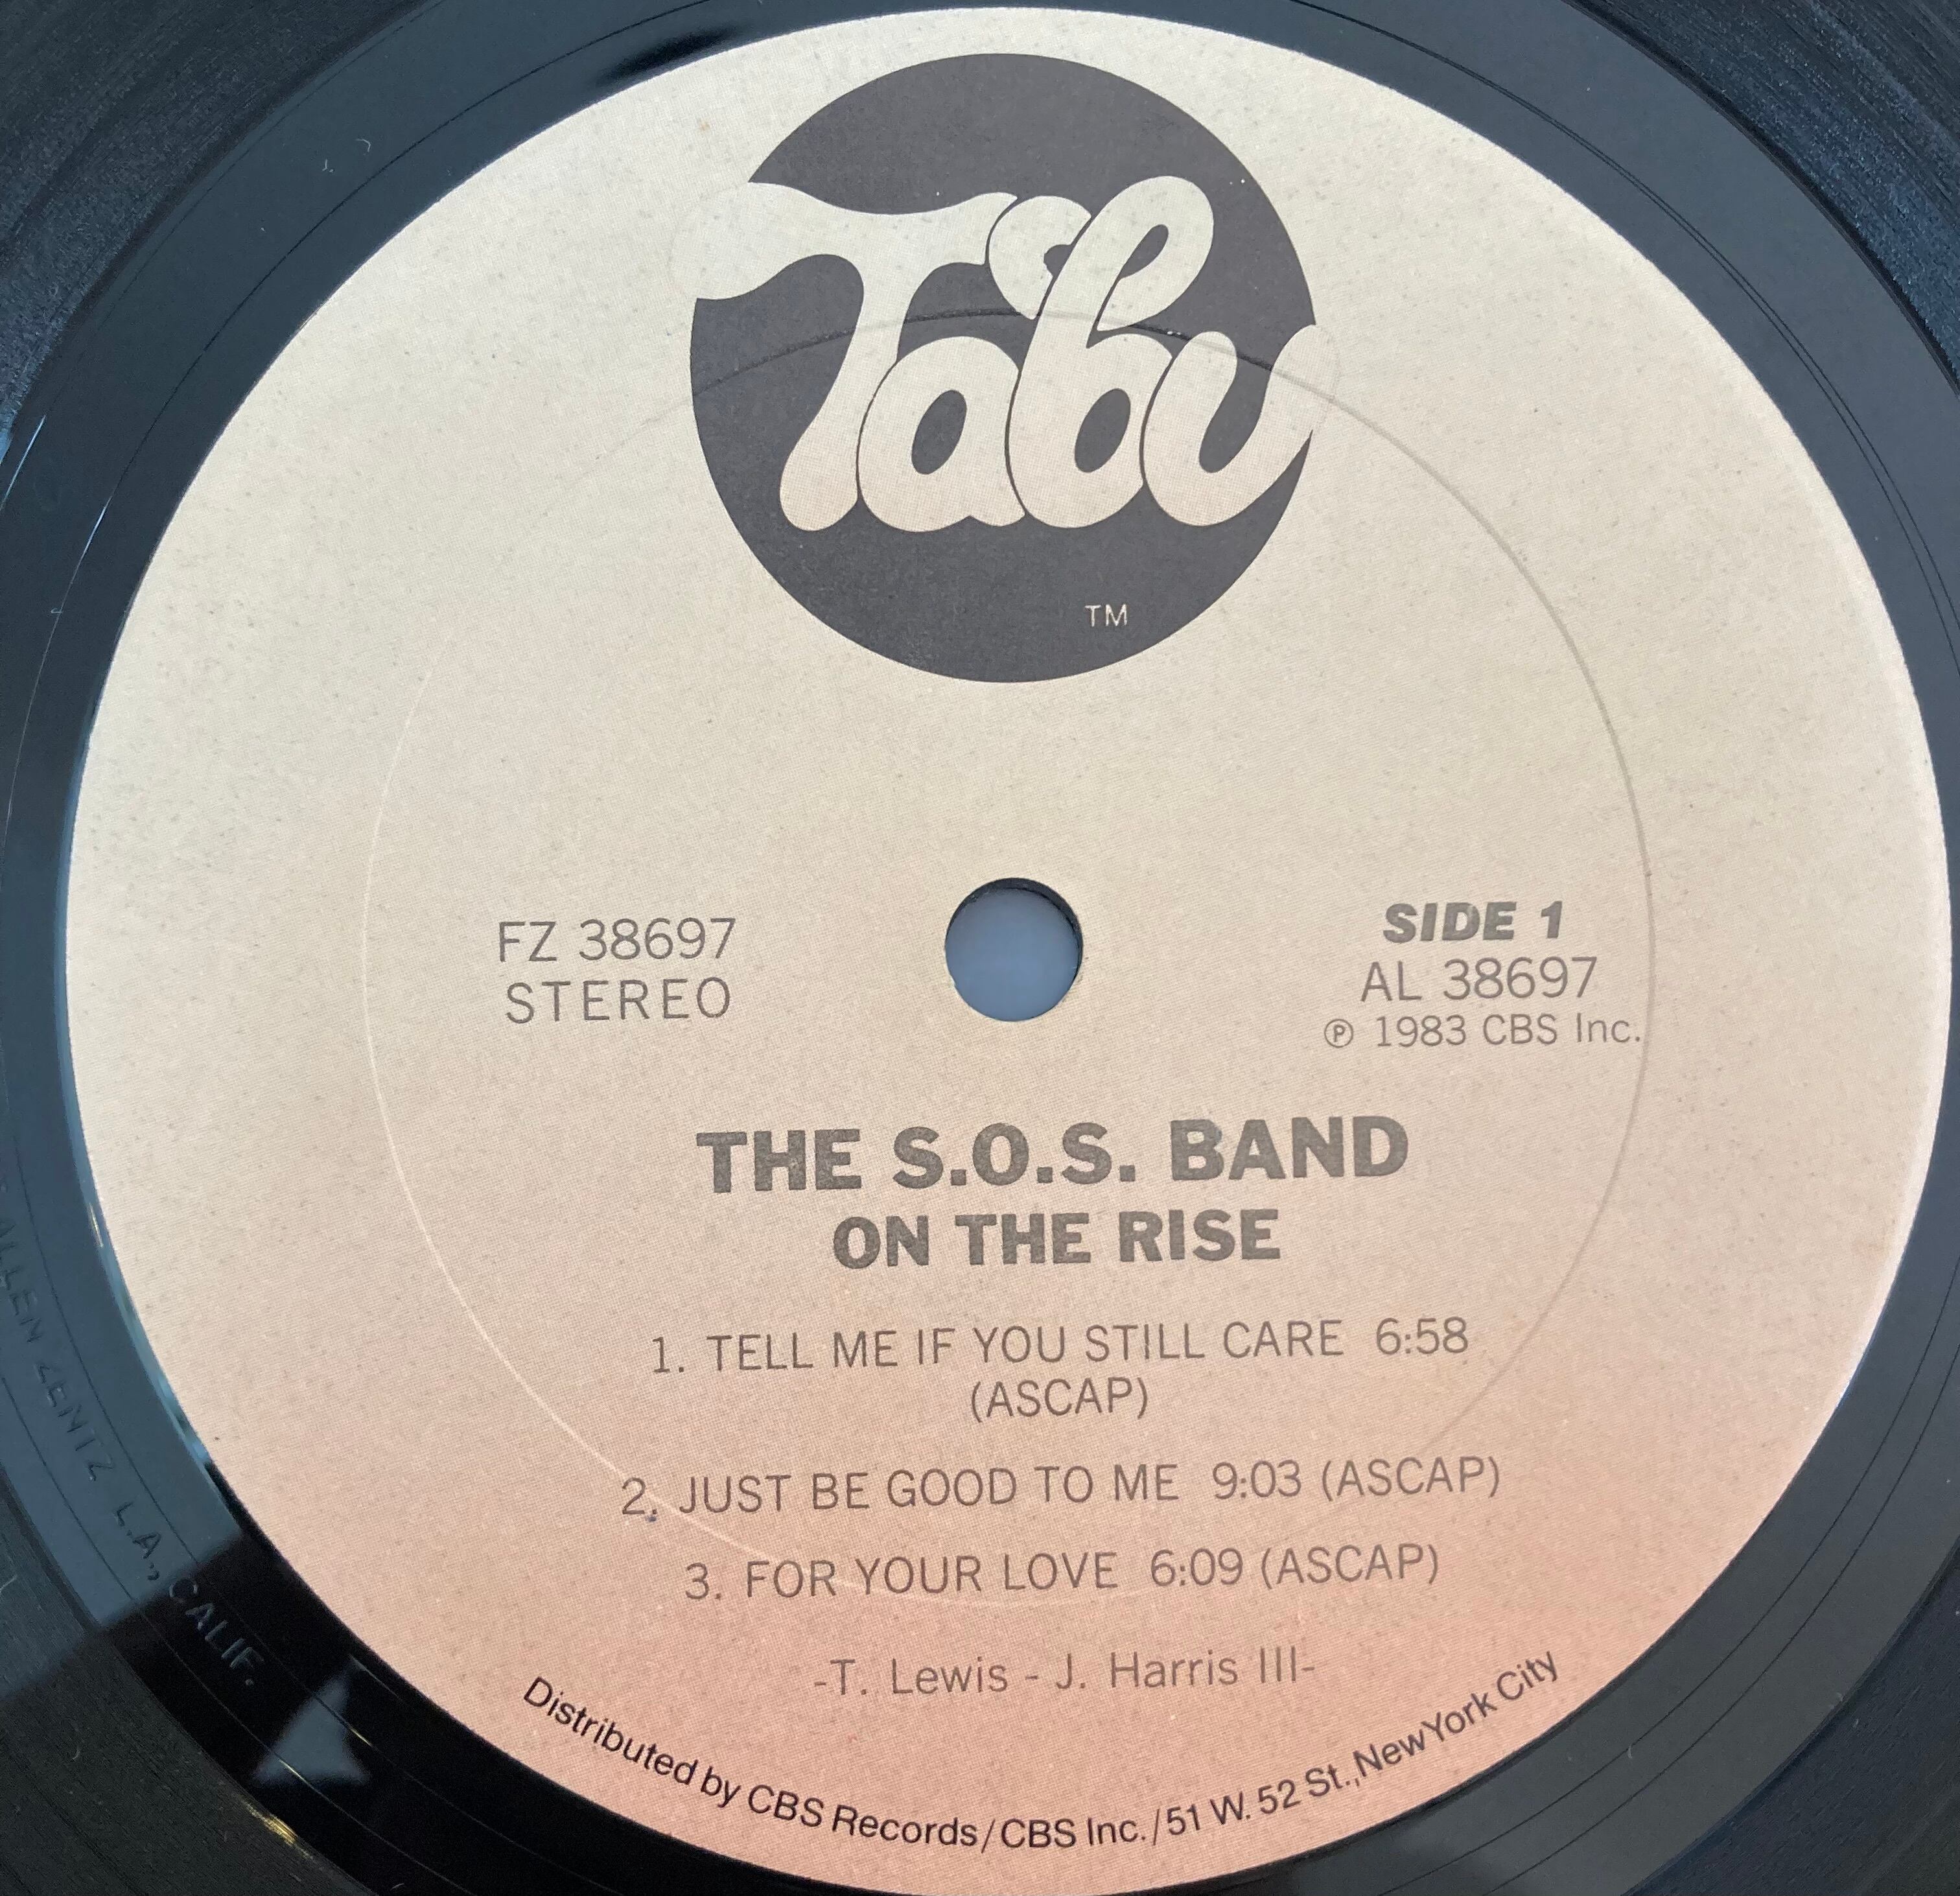 Tabu
TM
FZ 38697
STEREO
SIDE 1
AL 38697
℗ 1983 CBS Inc.
THE S.O.S. BAND
ON THE RISE
1. TELL ME IF YOU STILL CARE 6:58
(ASCAP)
2. JUST BE GOOD TO ME 9:03 (ASCAP)
3. FOR YOUR LOVE 6:09 (ASCAP)
-T. Lewis - J. Harris III-
Distributed by CBS Records/CBS Inc./51 W. 52 St., New York City
ALLEN ZENTZ L.A., CALIF.